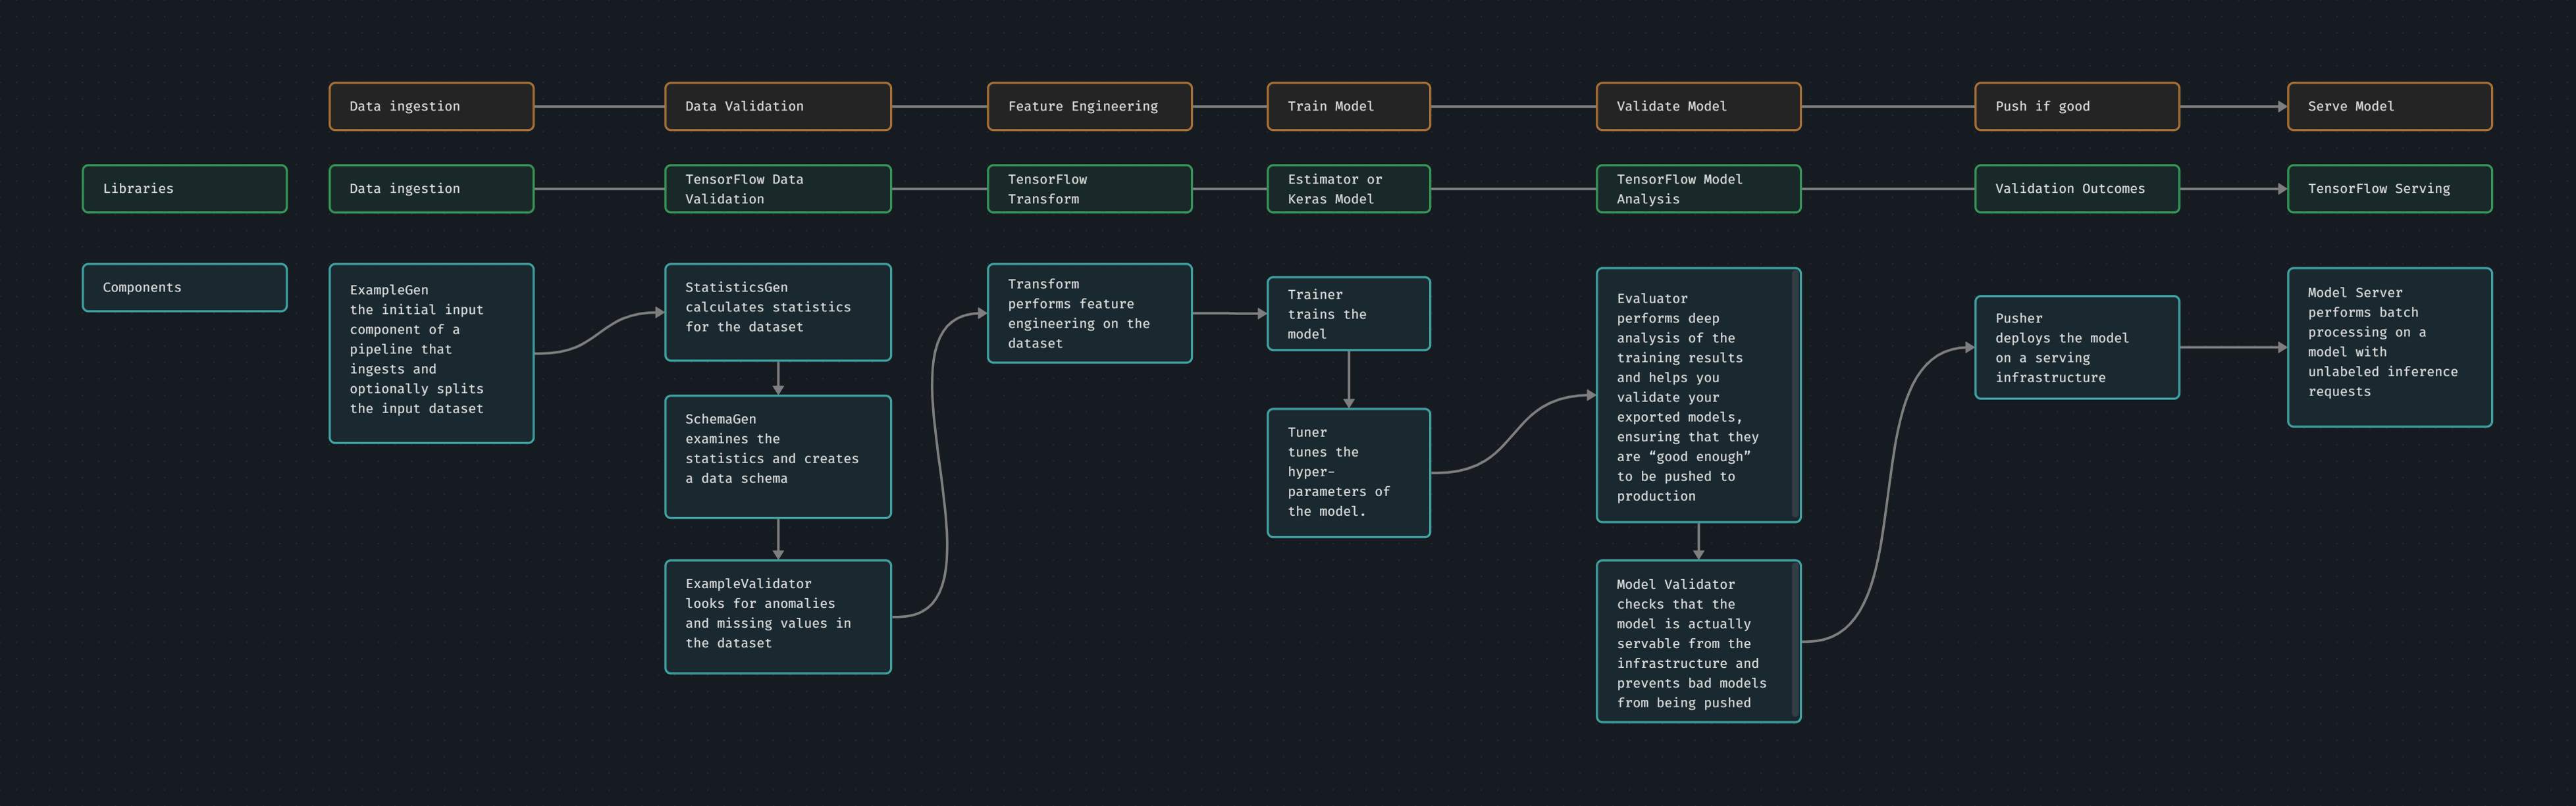 Data ingestion
Data Validation
Feature Engineering
Train Model
Validate Model
Push if good
Serve Model
Libraries
Data ingestion
TensorFlow Data
Validation
TensorFlow
Transform
Estimator or
Keras Model
TensorFlow Model
Analysis
Validation Outcomes
TensorFlow Serving
Components
ExampleGen
the initial input
component of a
pipeline that
ingests and
optionally splits
the input dataset
StatisticsGen
calculates statistics
for the dataset
SchemaGen
examines the
statistics and creates
a data schema
ExampleValidator
looks for anomalies
and missing values in
the dataset
Transform
performs feature
engineering on the
dataset
Trainer
trains the
model
Tuner
tunes the
hyper-
parameters of
the model.
Evaluator
performs deep
analysis of the
training results
and helps you
validate your
exported models,
ensuring that they
are “good enough”
to be pushed to
production
Model Validator
checks that the
model is actually
servable from the
infrastructure and
prevents bad models
from being pushed
Pusher
deploys the model
on a serving
infrastructure
Model Server
performs batch
processing on a
model with
unlabeled inference
requests